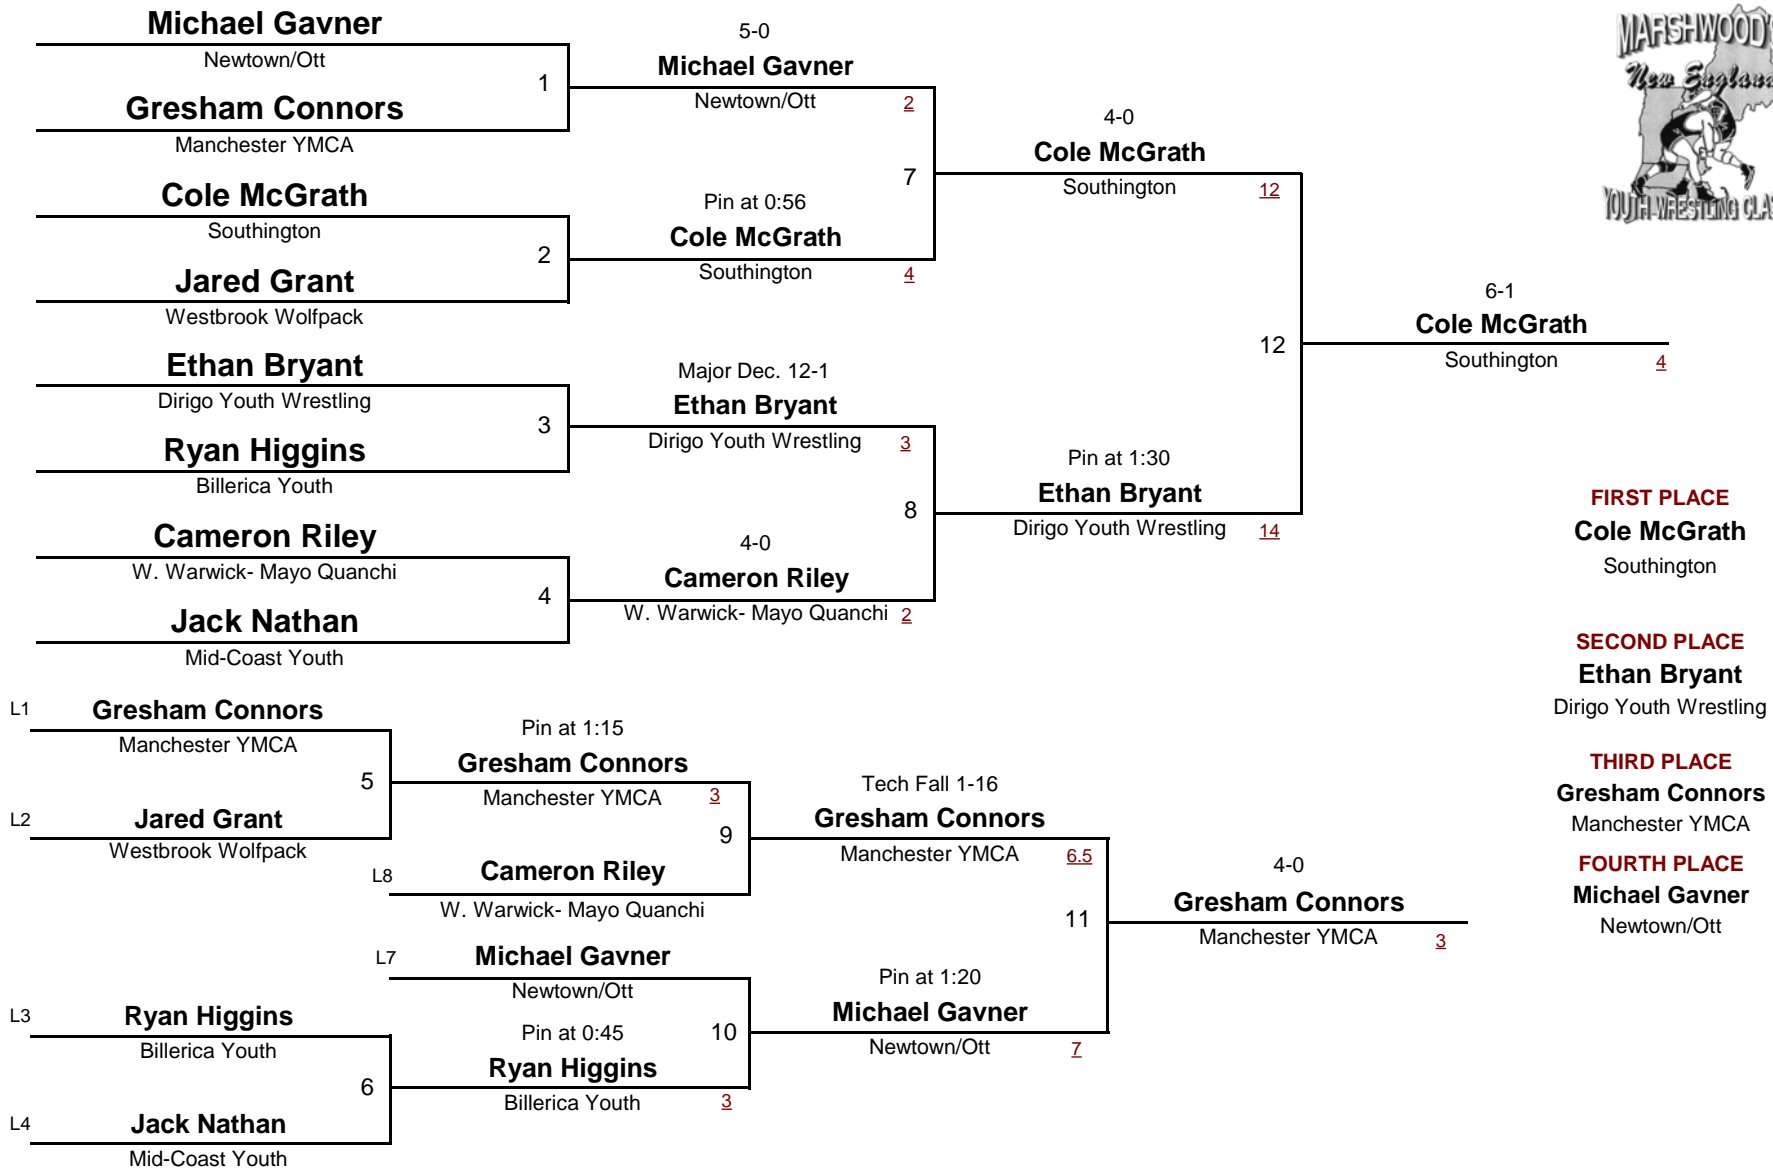 Michael Gavner
Newtown/Ott
1
Gresham Connors
Manchester YMCA
Cole McGrath
Southington
2
Jared Grant
Westbrook Wolfpack
Ethan Bryant
Dirigo Youth Wrestling
3
Ryan Higgins
Billerica Youth
Cameron Riley
W. Warwick- Mayo Quanchi
4
Jack Nathan
Mid-Coast Youth
5-0
Michael Gavner
Newtown/Ott 2
7
Pin at 0:56
Cole McGrath
Southington 4
Major Dec. 12-1
Ethan Bryant
Dirigo Youth Wrestling 3
8
4-0
Cameron Riley
W. Warwick- Mayo Quanchi 2
4-0
Cole McGrath
Southington 12
12
Pin at 1:30
Ethan Bryant
Dirigo Youth Wrestling 14
6-1
Cole McGrath
Southington 4
MARSHWOOD'S
New England
YOUTH WRESTLING CLA
FIRST PLACE
Cole McGrath
Southington
SECOND PLACE
Ethan Bryant
Dirigo Youth Wrestling
THIRD PLACE
Gresham Connors
Manchester YMCA
FOURTH PLACE
Michael Gavner
Newtown/Ott
L1 Gresham Connors
Manchester YMCA
5
L2 Jared Grant
Westbrook Wolfpack
L3 Ryan Higgins
Billerica Youth
6
L4 Jack Nathan
Mid-Coast Youth
Pin at 1:15
Gresham Connors
Manchester YMCA 3
9
L8 Cameron Riley
W. Warwick- Mayo Quanchi
L7 Michael Gavner
Newtown/Ott
Pin at 0:45 10
Ryan Higgins
Billerica Youth 3
Tech Fall 1-16
Gresham Connors
Manchester YMCA 6.5
11
Pin at 1:20
Michael Gavner
Newtown/Ott 7
4-0
Gresham Connors
Manchester YMCA 3